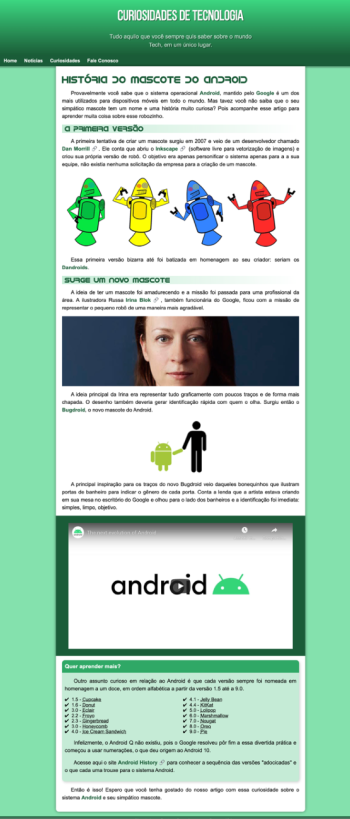 CURIOSIDADES DE TECNOLOGIA
Tudo aquilo que você sempre quis saber sobre o mundo
Tech, em um único lugar.
Home Notícias Curiosidades Fale Conosco
HISTÓRIA DO MASCOTE DO ANDROID
Provavelmente você sabe que o sistema operacional Android, mantido pelo Google é um dos
mais utilizados para dispositivos móveis em todo o mundo. Mas tavez você não saiba que o seu
simpático mascote tem um nome e uma história muito curiosa? Pois acompanhe esse artigo para
aprender muita coisa sobre esse robozinho.
A PRIMEIRA VERSÃO
A primeira tentativa de criar um mascote surgiu em 2007 e veio de um desenvolvedor chamado
Dan Morrill , Ele conta que abriu o Inkscape (software livre para vetorização de imagens) e
criou sua própria versão de robô. O objetivo era apenas personificar o sistema apenas para a a sua
equipe, não existia nenhuma solicitação da empresa para a criação de um mascote.
Essa primeira versão bizarra até foi batizada em homenagem ao seu criador: seriam os
Dandroids.
SURGE UM NOVO MASCOTE
A ideia de ter um mascote foi amadurecendo e a missão foi passada para uma profissional da
área. A ilustradora Russa Irina Blok , também funcionária do Google, ficou com a missão de
representar o pequeno robô de uma maneira mais agradável.
A ideia principal da Irina era representar tudo graficamente com poucos traços e de forma mais
chapada. O desenho também deveria gerar identificação rápida com quem o olha. Surgiu então o
Bugdroid, o novo mascote do Android.
A principal inspiração para os traços do novo Bugdroid veio daqueles bonequinhos que ilustram
portas de banheiro para indicar o gênero de cada porta. Conta a lenda que a artista estava criando
em sua mesa no escritório do Google e olhou para o lado dos banheiros e a identificação foi imediata:
simples, limpo, objetivo.
android
Quer aprender mais?
Outro assunto curioso em relação ao Android é que cada versão sempre foi nomeada em
homenagem a um doce, em ordem alfabética a partir da versão 1.5 até a 9.0.
✔ 1.5 - Cupcake
✔ 1.6 - Donut
✔ 2.2 - Froyo
✔ 2.3 - Gingerbread
✔ 3.0 - Honeycomb
✔ 4.0 - Ice Cream Sandwich
✔ 4.1 - Jelly Bean
✔ 4.4 - KitKat
✔ 5.0 - Lolipop
✔ 6.0 - Marshmallow
✔ 7.0 - Nougat
✔ 8.0 - Oreo
✔ 9.0 - Pie
Infelizmente, o Android Q não existiu, pois o Google resolveu pôr fim a essa divertida prática e
começou a usar numerações, o que deu origem ao Android 10.
Acesse aqui o site Android History para conhecer a sequência das versões "adocicadas" e
o que cada uma trouxe para o sistema Android.
Então é isso! Espero que você tenha gostado do nosso artigo com essa curiosidade sobre o
sistema Android e seu simpático mascote.